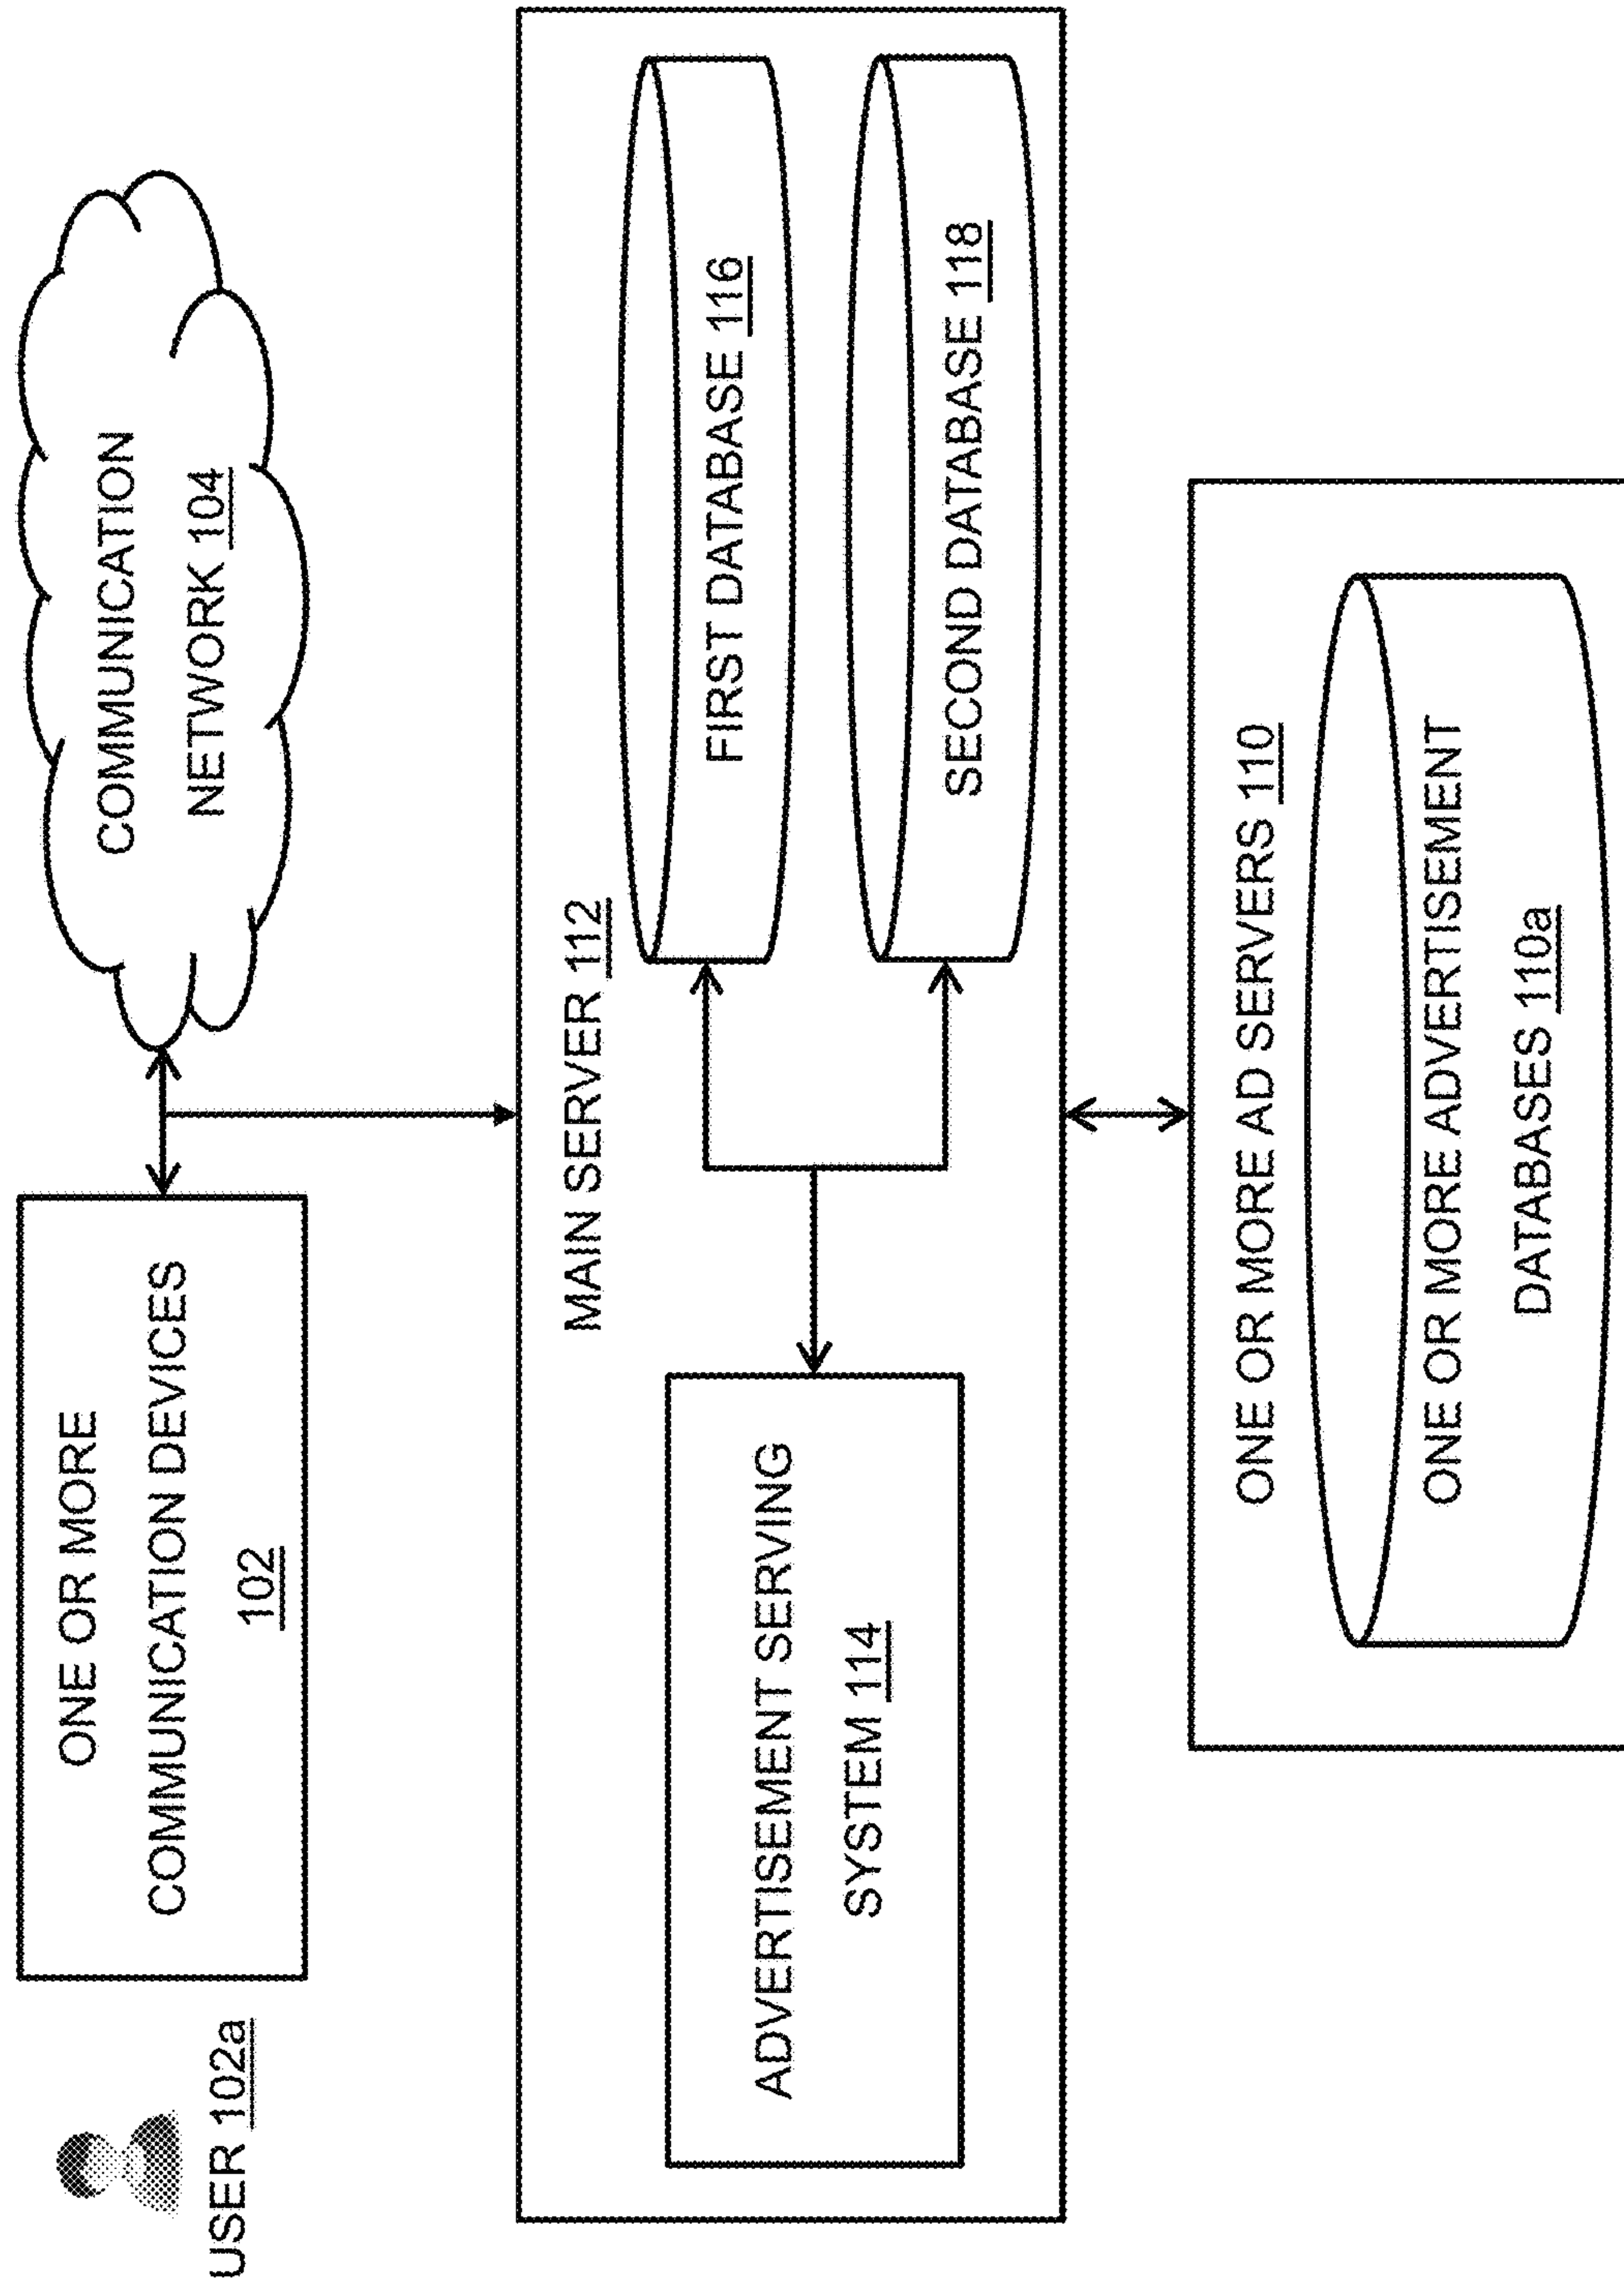 USER 102a
ONE OR MORE
COMMUNICATION DEVICES
102
COMMUNICATION
NETWORK 104
MAIN SERVER 112
ADVERTISEMENT SERVING
SYSTEM 114
FIRST DATABASE 116
SECOND DATABASE 118
ONE OR MORE AD SERVERS 110
ONE OR MORE ADVERTISEMENT
DATABASES 110a